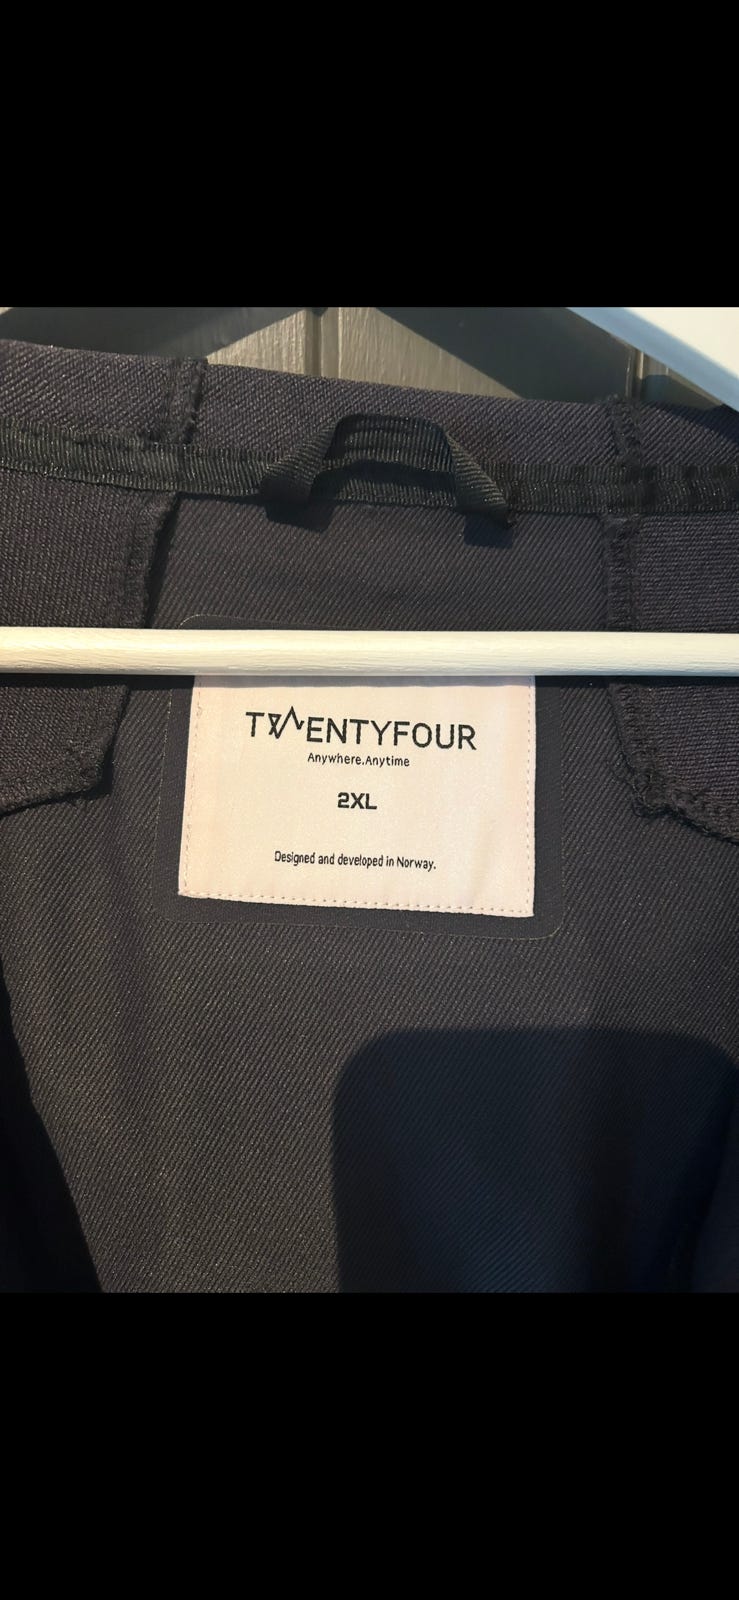 TWENTYFOUR
Anywhere.Anytime
2XL
Designed and developed in Norway.